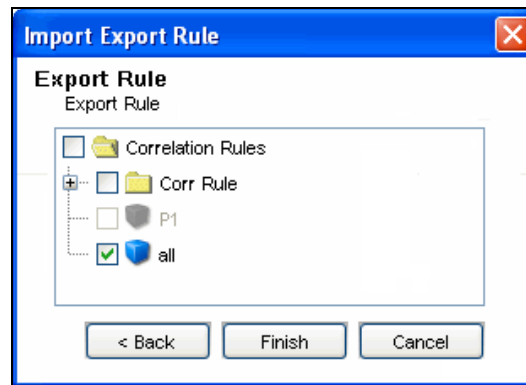 Import Export Rule
Export Rule
Export Rule
Correlation Rules
Corr Rule
P1
all
< Back
Finish
Cancel